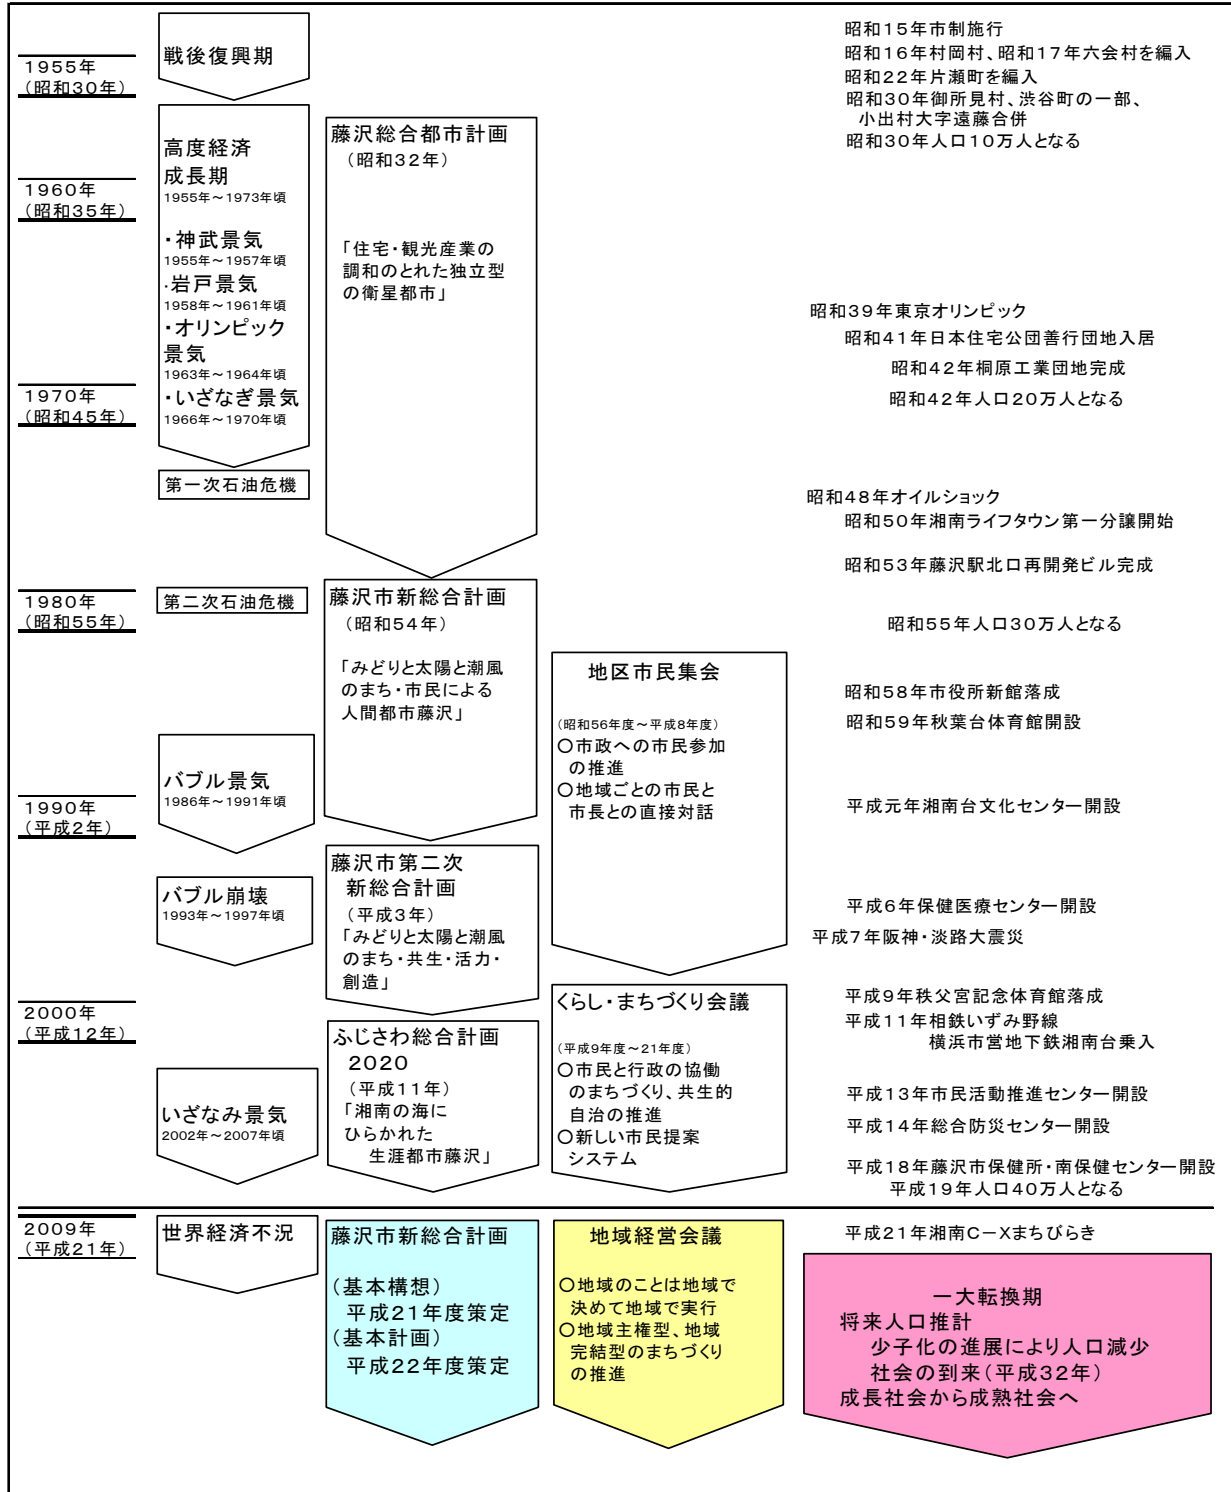 1955年
(昭和30年)
1960年
(昭和35年)
1970年
(昭和45年)
1980年
(昭和55年)
1990年
(平成2年)
2000年
(平成12年)
2009年
(平成21年)
戦後復興期
高度経済
成長期
1955年～1973年頃
・神武景気
1955年～1957年頃
・岩戸景気
1958年～1961年頃
・オリンピック
景気
1963年～1964年頃
・いざなぎ景気
1966年～1970年頃
第一次石油危機
第二次石油危機
バブル景気
1986年～1991年頃
バブル崩壊
1993年～1997年頃
いざなみ景気
2002年～2007年頃
世界経済不況
藤沢総合都市計画
(昭和32年)
「住宅・観光産業の
調和のとれた独立型
の衛星都市」
藤沢市新総合計画
(昭和54年)
「みどりと太陽と潮風
のまち・市民による
人間都市藤沢」
藤沢市第二次
新総合計画
(平成3年)
「みどりと太陽と潮風
のまち・共生・活力・
創造」
ふじさわ総合計画
2020
(平成11年)
「湘南の海に
ひらかれた
生涯都市藤沢」
藤沢市新総合計画
(基本構想)
平成21年度策定
(基本計画)
平成22年度策定
地区市民集会
(昭和56年度～平成8年度)
○市政への市民参加
の推進
○地域ごとの市民と
市長との直接対話
くらし・まちづくり会議
(平成9年度～21年度)
○市民と行政の協働
のまちづくり、共生的
自治の推進
○新しい市民提案
システム
地域経営会議
○地域のことは地域で
決めて地域で実行
○地域主権型、地域
完結型のまちづくり
の推進
昭和15年市制施行
昭和16年村岡村、昭和17年六会村を編入
昭和22年片瀬町を編入
昭和30年御所見村、渋谷町の一部、
小出村大字遠藤合併
昭和30年人口10万人となる
昭和39年東京オリンピック
昭和41年日本住宅公団善行団地入居
昭和42年桐原工業団地完成
昭和42年人口20万人となる
昭和48年オイルショック
昭和50年湘南ライフタウン第一分譲開始
昭和53年藤沢駅北口再開発ビル完成
昭和55年人口30万人となる
昭和58年市役所新館落成
昭和59年秋葉台体育館開設
平成元年湘南台文化センター開設
平成6年保健医療センター開設
平成7年阪神・淡路大震災
平成9年秩父宮記念体育館落成
平成11年相鉄いずみ野線
横浜市営地下鉄湘南台乗入
平成13年市民活動推進センター開設
平成14年総合防災センター開設
平成18年藤沢市保健所・南保健センター開設
平成19年人口40万人となる
平成21年湘南C－Xまちびらき
一大転換期
将来人口推計
少子化の進展により人口減少
社会の到来(平成32年)
成長社会から成熟社会へ